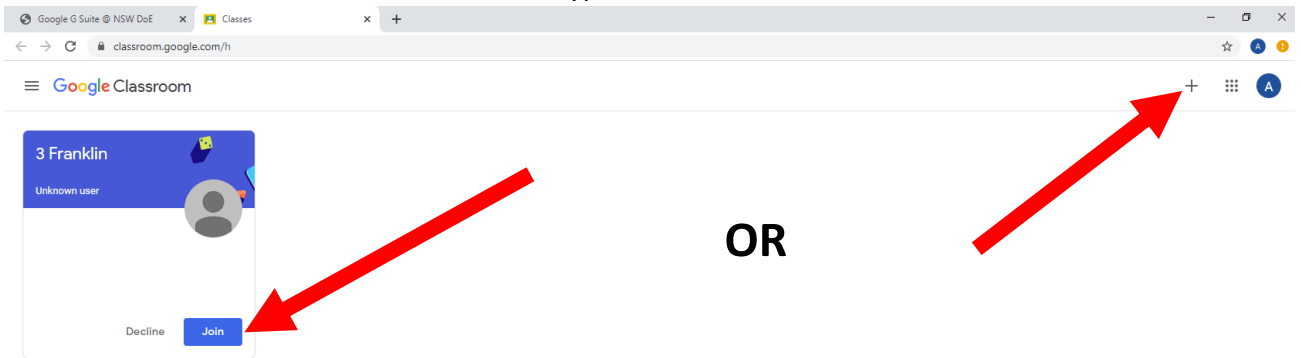 Google G Suite @ NSW DoE
Classes
classroom.google.com/h
A
Google Classroom
A
3 Franklin
Unknown user
OR
Decline
Join